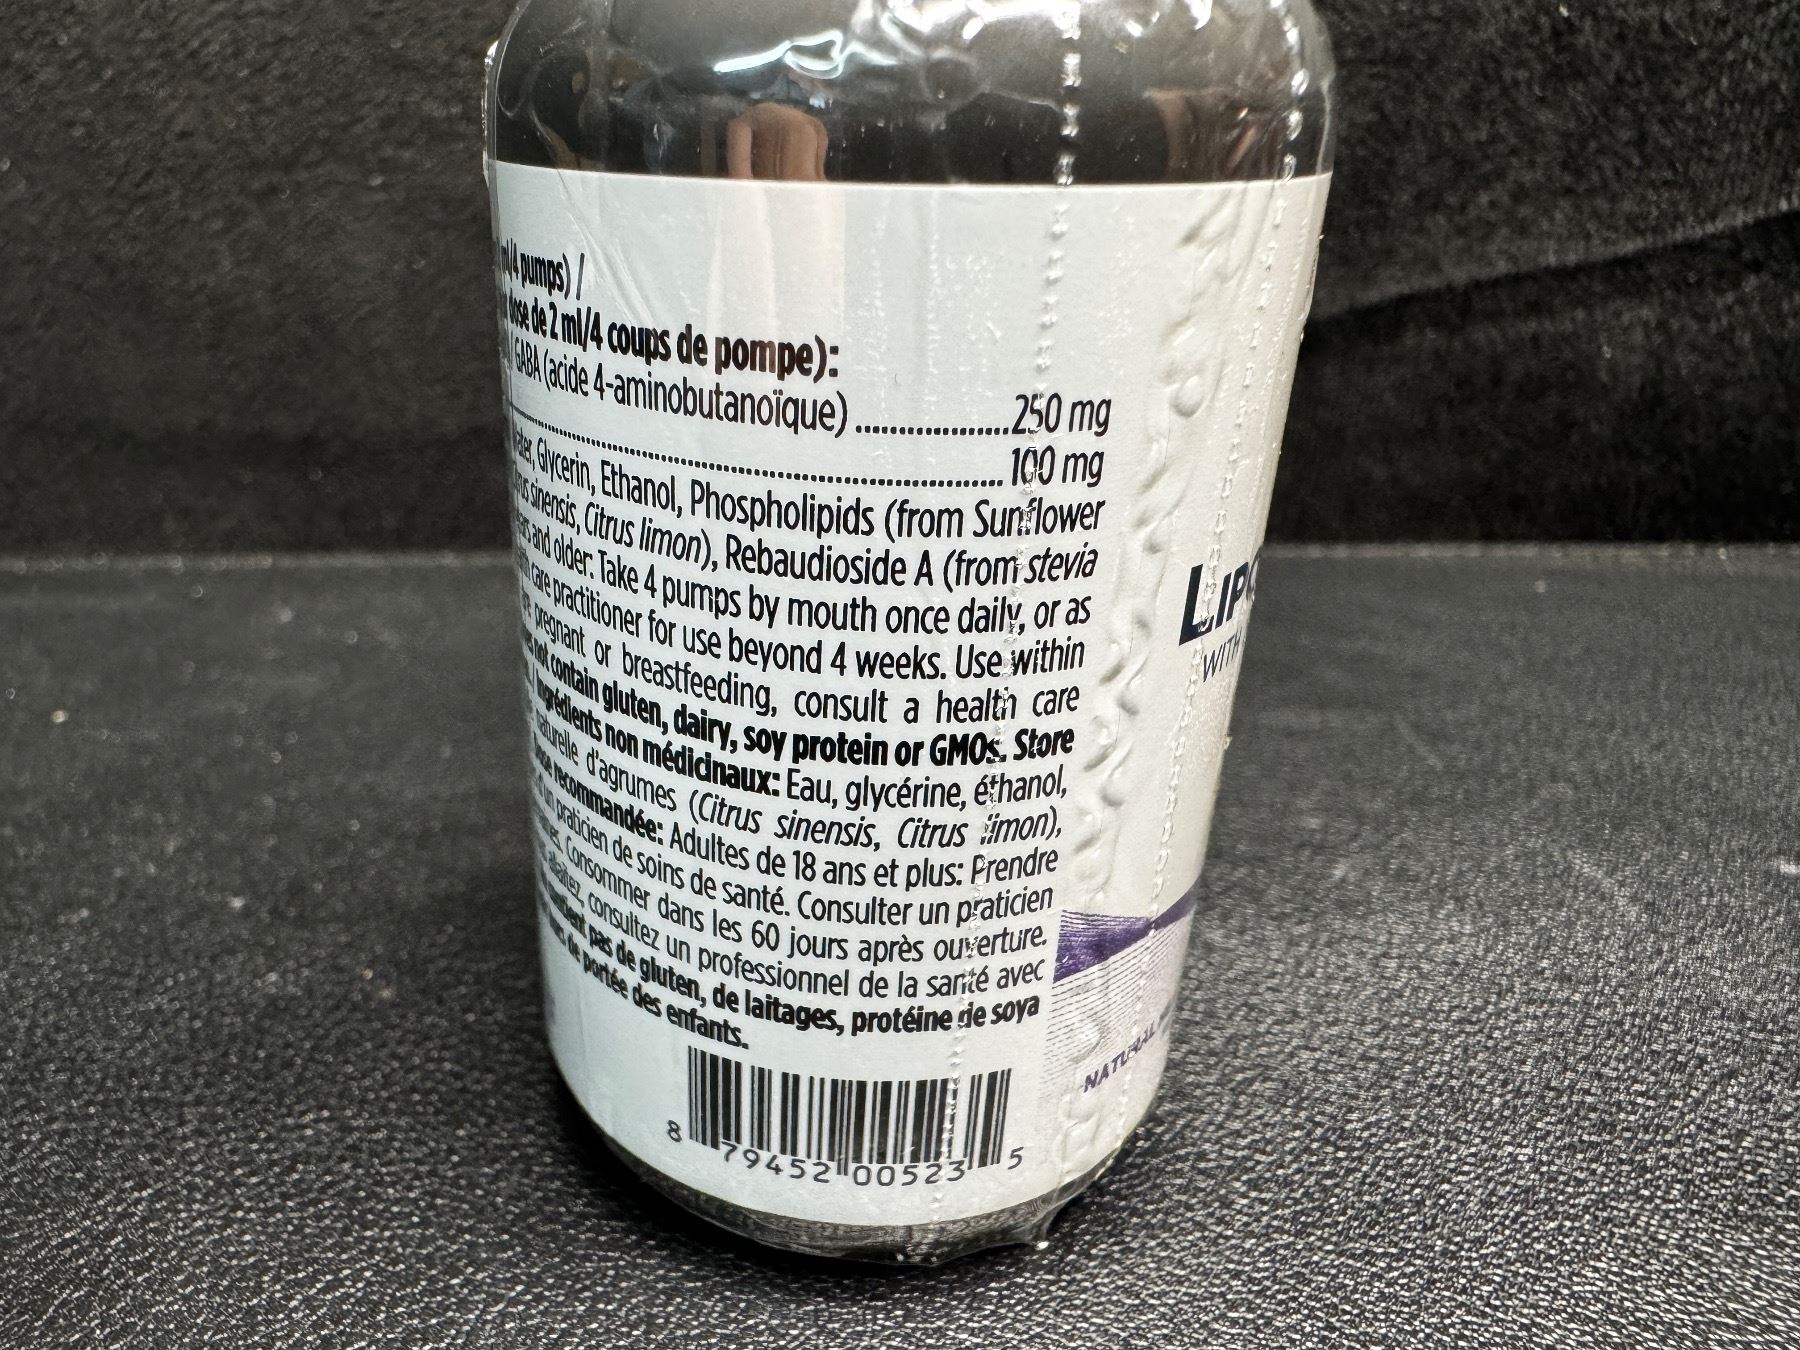 ml/4 pumps) /
dose de 2 ml/4 coups de pompe):
GABA (acide 4-aminobutanoïque) ...................250 mg
100 mg
Glycerin, Ethanol, Phospholipids (from Sunflower
sinensis, Citrus limon), Rebaudioside A (from stevia
and older: Take 4 pumps by mouth once daily, or as
care practitioner for use beyond 4 weeks. Use within
pregnant or breastfeeding, consult a health care
not contain gluten, dairy, soy protein or GMOs. Store
Ingrédients non médicinaux: Eau, glycérine, éthanol,
naturelle d'agrumes (Citrus sinensis, Citrus limon),
recommandée: Adultes de 18 ans et plus: Prendre
praticien de soins de santé. Consulter un praticien
Consommer dans les 60 jours après ouverture.
allaitez, consultez un professionnel de la santé avec
pas de gluten, de laitages, protéine de soya
de portée des enfants.
8 79452 00523 5
LIPO
WITH
NATURAL